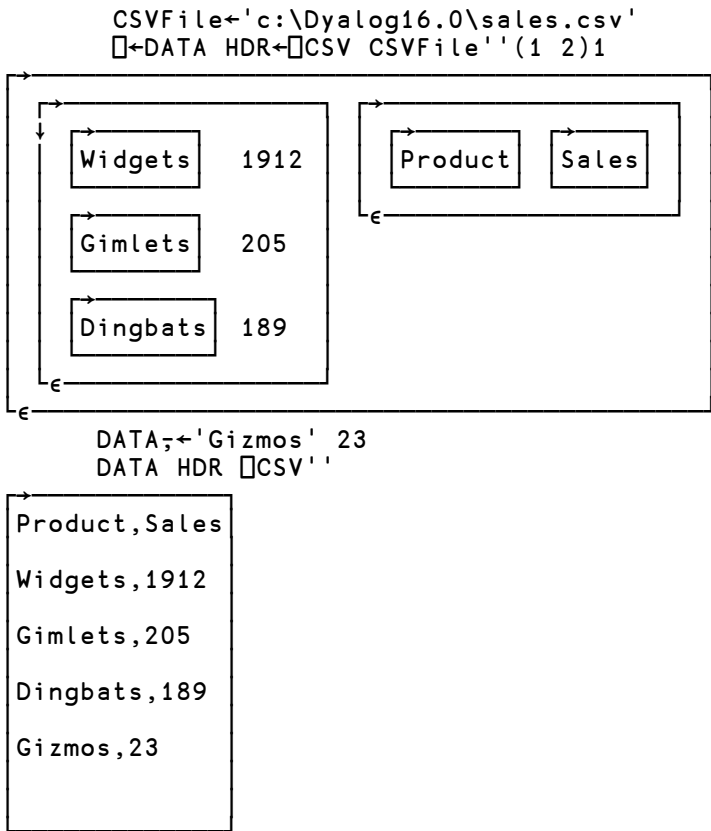 CSVFile←'c:\Dyalog16.0\sales.csv'
⎕←DATA HDR←⎕CSV CSVFile''(1 2)1
Widgets 1912 Product Sales
Gimlets 205
Dingbats 189
DATA⍪←'Gizmos' 23
DATA HDR ⎕CSV''
Product,Sales
Widgets,1912
Gimlets,205
Dingbats,189
Gizmos,23